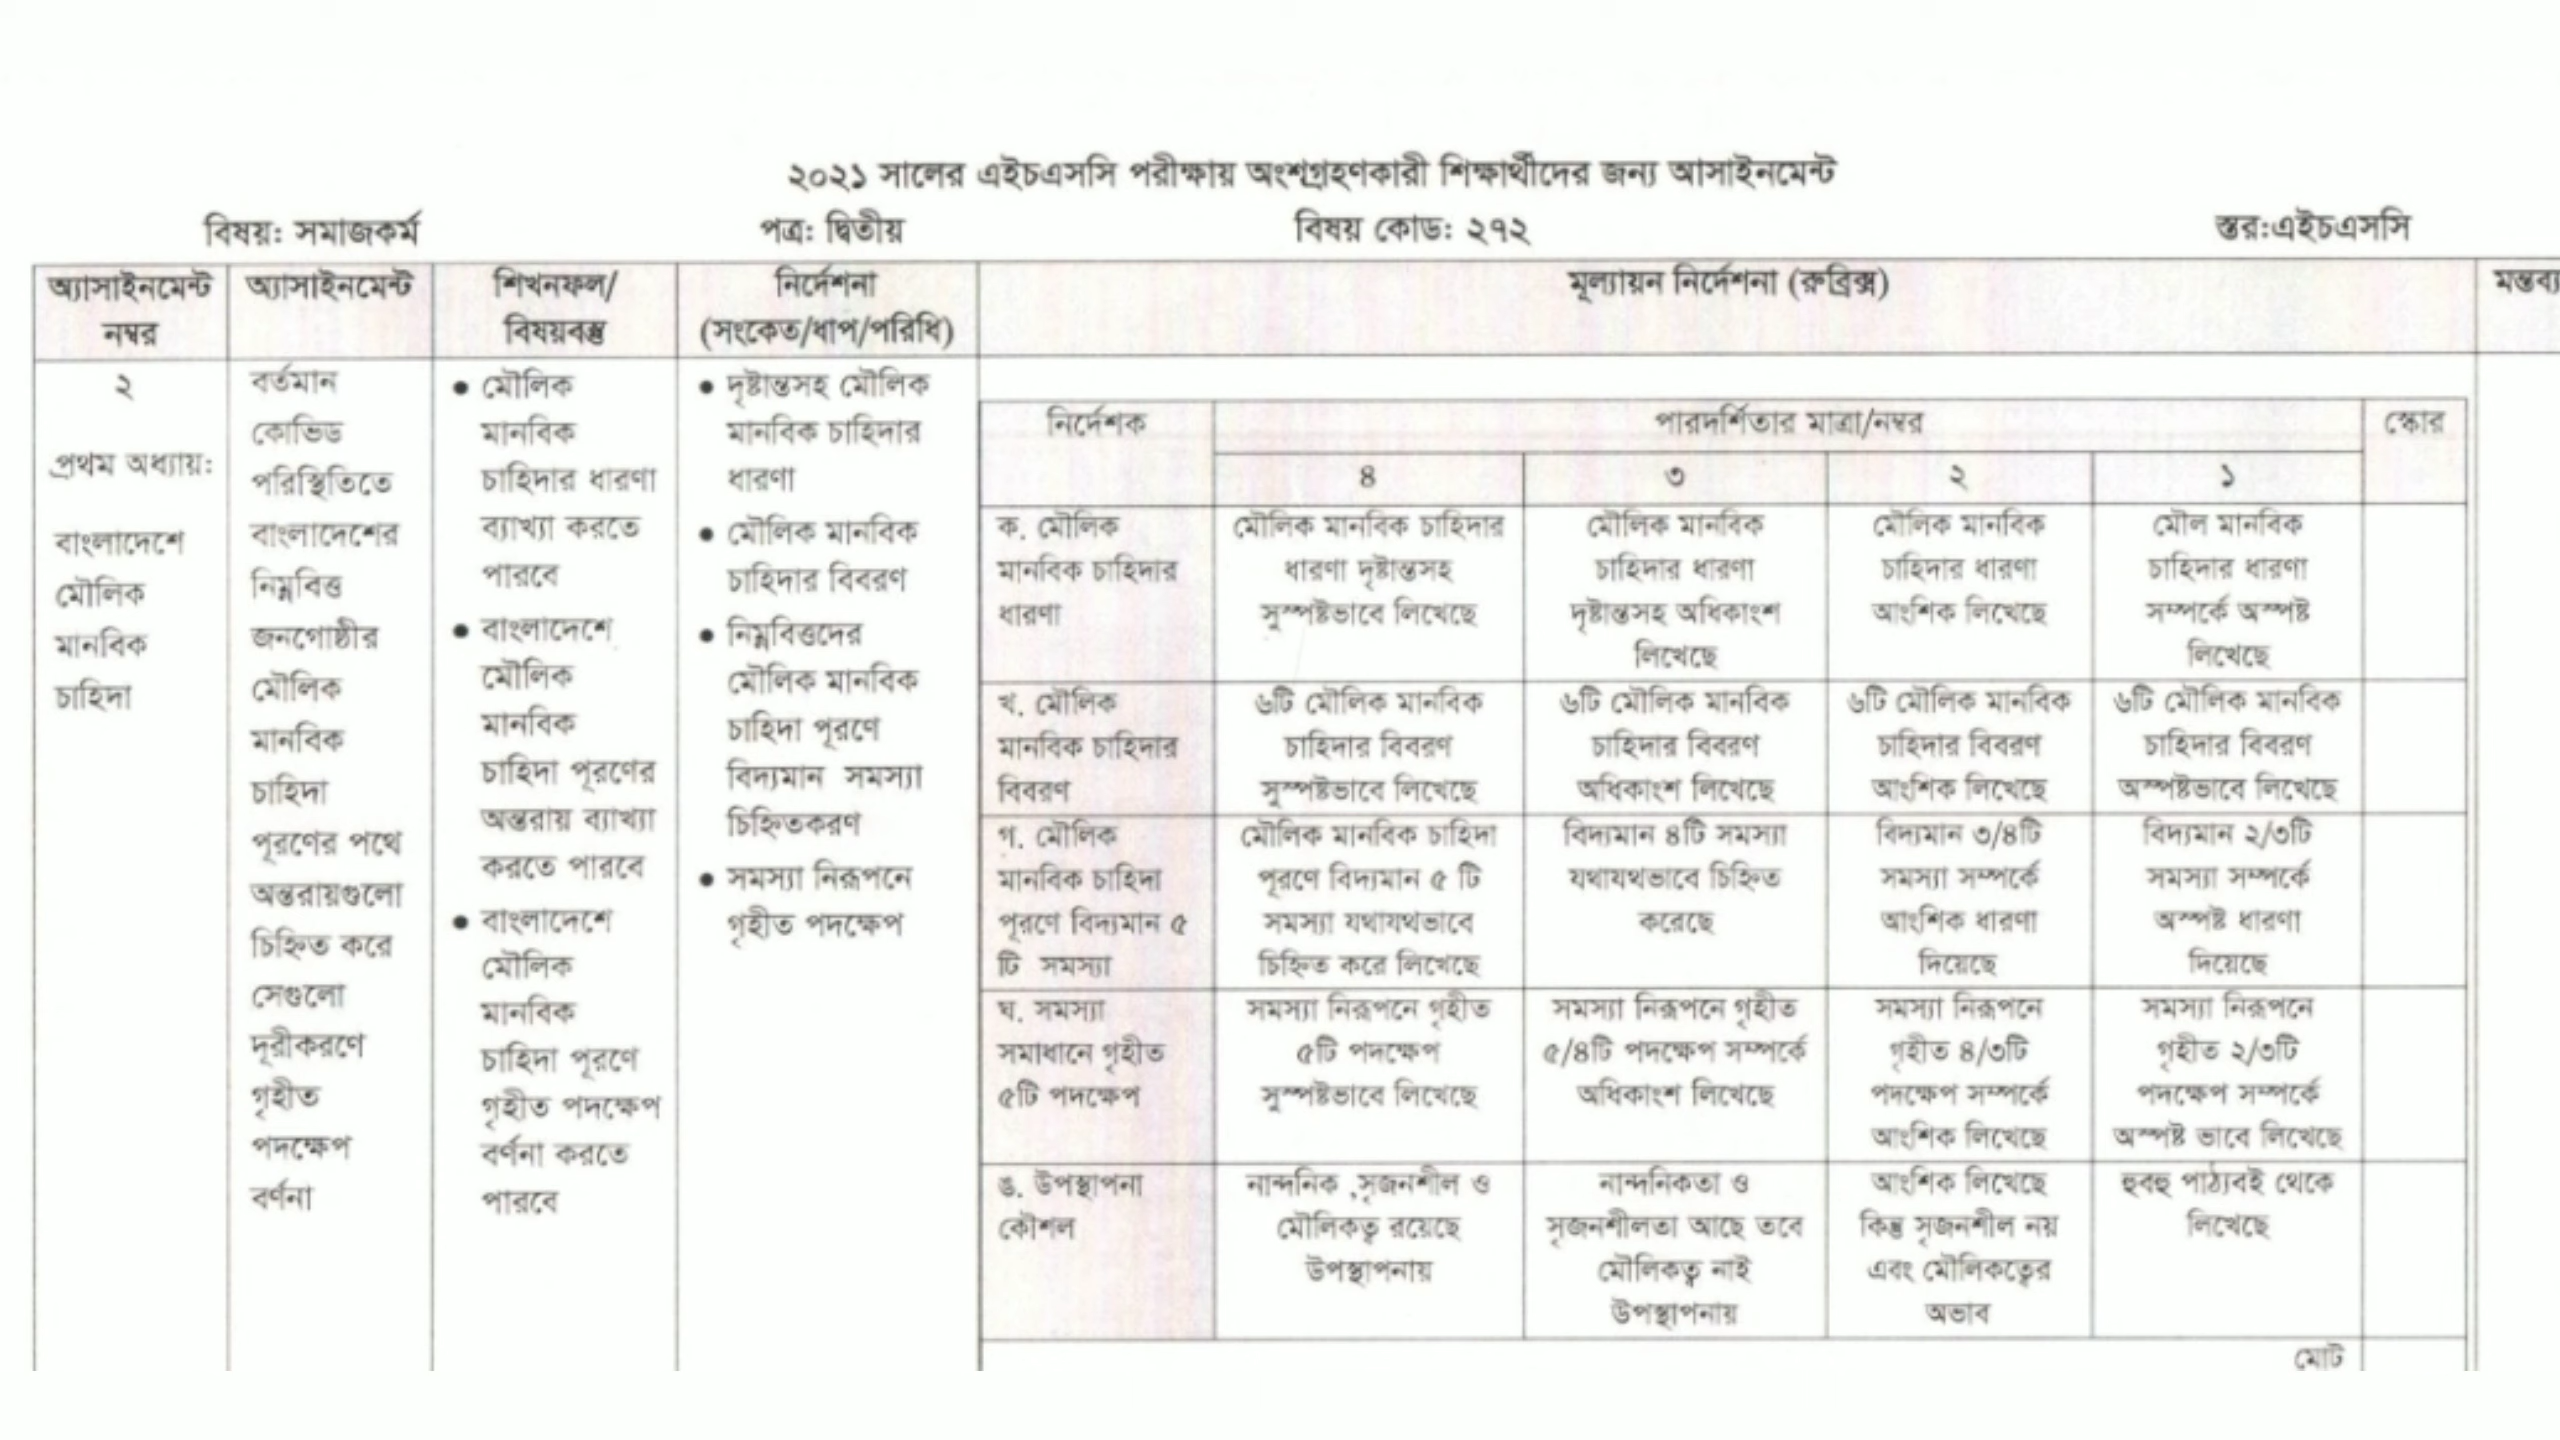 ২০২১ সালের এইচএসসি পরীক্ষায় অংশগ্রহণকারী শিক্ষার্থীদের জন্য আসাইনমেন্ট
বিষয়: সমাজকর্ম
পত্র: দ্বিতীয়
বিষয় কোড: ২৭২
স্তর:এইচএসসি
অ্যাসাইনমেন্ট
নম্বর
অ্যাসাইনমেন্ট
শিখনফল/
বিষয়বস্তু
নির্দেশনা
(সংকেত/ধাপ/পরিধি)
মূল্যায়ন নির্দেশনা (রুব্রিক্স)
মন্তব্য
২
প্রথম অধ্যায়:
বাংলাদেশে
মৌলিক
মানবিক
চাহিদা
বর্তমান
কোভিড
পরিস্থিতিতে
বাংলাদেশের
নিম্নবিত্ত
জনগোষ্ঠীর
মৌলিক
মানবিক
চাহিদা
পূরণের পথে
অন্তরায়গুলো
চিহ্নিত করে
সেগুলো
দূরীকরণে
গৃহীত
পদক্ষেপ
বর্ণনা
● মৌলিক
মানবিক
চাহিদার ধারণা
ব্যাখ্যা করতে
পারবে
● বাংলাদেশে
মৌলিক
মানবিক
চাহিদা পূরণের
অন্তরায় ব্যাখ্যা
করতে পারবে
● বাংলাদেশে
মৌলিক
মানবিক
চাহিদা পূরণে
গৃহীত পদক্ষেপ
বর্ণনা করতে
পারবে
● দৃষ্টান্তসহ মৌলিক
মানবিক চাহিদার
ধারণা
● মৌলিক মানবিক
চাহিদার বিবরণ
● নিম্নবিত্তদের
মৌলিক মানবিক
চাহিদা পূরণে
বিদ্যমান সমস্যা
চিহ্নিতকরণ
● সমস্যা নিরূপনে
গৃহীত পদক্ষেপ
নির্দেশক
পারদর্শিতার মাত্রা/নম্বর
স্কোর
৪
৩
২
১
ক. মৌলিক
মানবিক চাহিদার
ধারণা
মৌলিক মানবিক চাহিদার
ধারণা দৃষ্টান্তসহ
সুস্পষ্টভাবে লিখেছে
মৌলিক মানবিক
চাহিদার ধারণা
দৃষ্টান্তসহ অধিকাংশ
লিখেছে
মৌলিক মানবিক
চাহিদার ধারণা
আংশিক লিখেছে
মৌল মানবিক
চাহিদার ধারণা
সম্পর্কে অস্পষ্ট
লিখেছে
খ. মৌলিক
মানবিক চাহিদার
বিবরণ
৬টি মৌলিক মানবিক
চাহিদার বিবরণ
সুস্পষ্টভাবে লিখেছে
৬টি মৌলিক মানবিক
চাহিদার বিবরণ
অধিকাংশ লিখেছে
৬টি মৌলিক মানবিক
চাহিদার বিবরণ
আংশিক লিখেছে
৬টি মৌলিক মানবিক
চাহিদার বিবরণ
অস্পষ্টভাবে লিখেছে
গ. মৌলিক
মানবিক চাহিদা
পূরণে বিদ্যমান ৫
টি সমস্যা
মৌলিক মানবিক চাহিদা
পূরণে বিদ্যমান ৫ টি
সমস্যা যথাযথভাবে
চিহ্নিত করে লিখেছে
বিদ্যমান ৪টি সমস্যা
যথাযথভাবে চিহ্নিত
করেছে
বিদ্যমান ৩/৪টি
সমস্যা সম্পর্কে
আংশিক ধারণা
দিয়েছে
বিদ্যমান ২/৩টি
সমস্যা সম্পর্কে
অস্পষ্ট ধারণা
দিয়েছে
ঘ. সমস্যা
সমাধানে গৃহীত
৫টি পদক্ষেপ
সমস্যা নিরূপনে গৃহীত
৫টি পদক্ষেপ
সুস্পষ্টভাবে লিখেছে
সমস্যা নিরূপনে গৃহীত
৫/৪টি পদক্ষেপ সম্পর্কে
অধিকাংশ লিখেছে
সমস্যা নিরূপনে
গৃহীত ৪/৩টি
পদক্ষেপ সম্পর্কে
আংশিক লিখেছে
সমস্যা নিরূপনে
গৃহীত ২/৩টি
পদক্ষেপ সম্পর্কে
অস্পষ্ট ভাবে লিখেছে
ঙ. উপস্থাপনা
কৌশল
নান্দনিক ,সৃজনশীল ও
মৌলিকত্ব রয়েছে
উপস্থাপনায়
নান্দনিকতা ও
সৃজনশীলতা আছে তবে
মৌলিকত্ব নাই
উপস্থাপনায়
আংশিক লিখেছে
কিন্তু সৃজনশীল নয়
এবং মৌলিকত্বের
অভাব
হুবহু পাঠ্যবই থেকে
লিখেছে
মোট